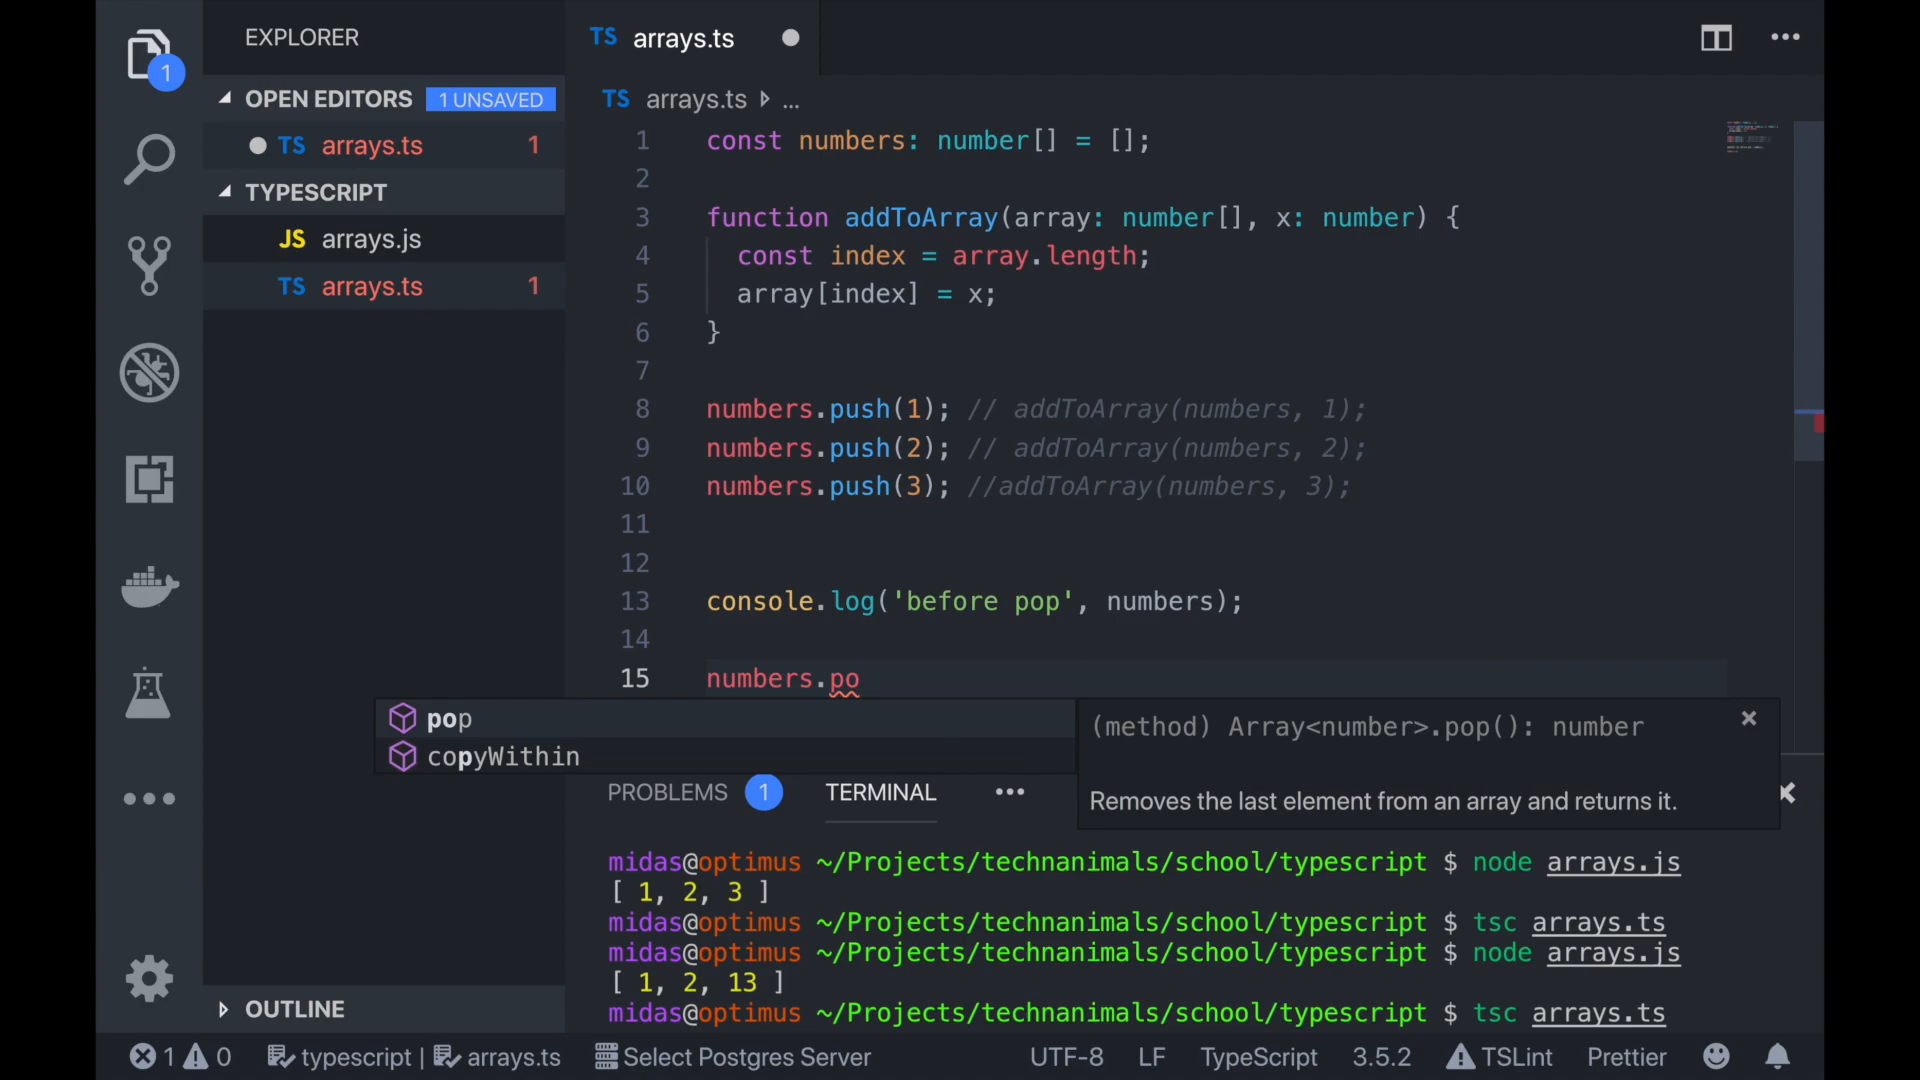 EXPLORER
TS arrays.ts
1
OPEN EDITORS 1 UNSAVED
TS arrays.ts 1
TYPESCRIPT
JS arrays.js
TS arrays.ts 1
OUTLINE
TS arrays.ts ...
1 const numbers: number[] = [];
2
3 function addToArray(array: number[], x: number) {
4 const index = array.length;
5 array[index] = x;
6 }
7
8 numbers.push(1); // addToArray(numbers, 1);
9 numbers.push(2); // addToArray(numbers, 2);
10 numbers.push(3); //addToArray(numbers, 3);
11
12
13 console.log('before pop', numbers);
14
15 numbers.po
pop
copyWithin
(method) Array<number>.pop(): number
Removes the last element from an array and returns it.
PROBLEMS 1 TERMINAL
midas@optimus ~/Projects/technanimals/school/typescript $ node arrays.js
[ 1, 2, 3 ]
midas@optimus ~/Projects/technanimals/school/typescript $ tsc arrays.ts
midas@optimus ~/Projects/technanimals/school/typescript $ node arrays.js
[ 1, 2, 13 ]
midas@optimus ~/Projects/technanimals/school/typescript $ tsc arrays.ts
1 0 typescript | arrays.ts Select Postgres Server UTF-8 LF TypeScript 3.5.2 TSLint Prettier